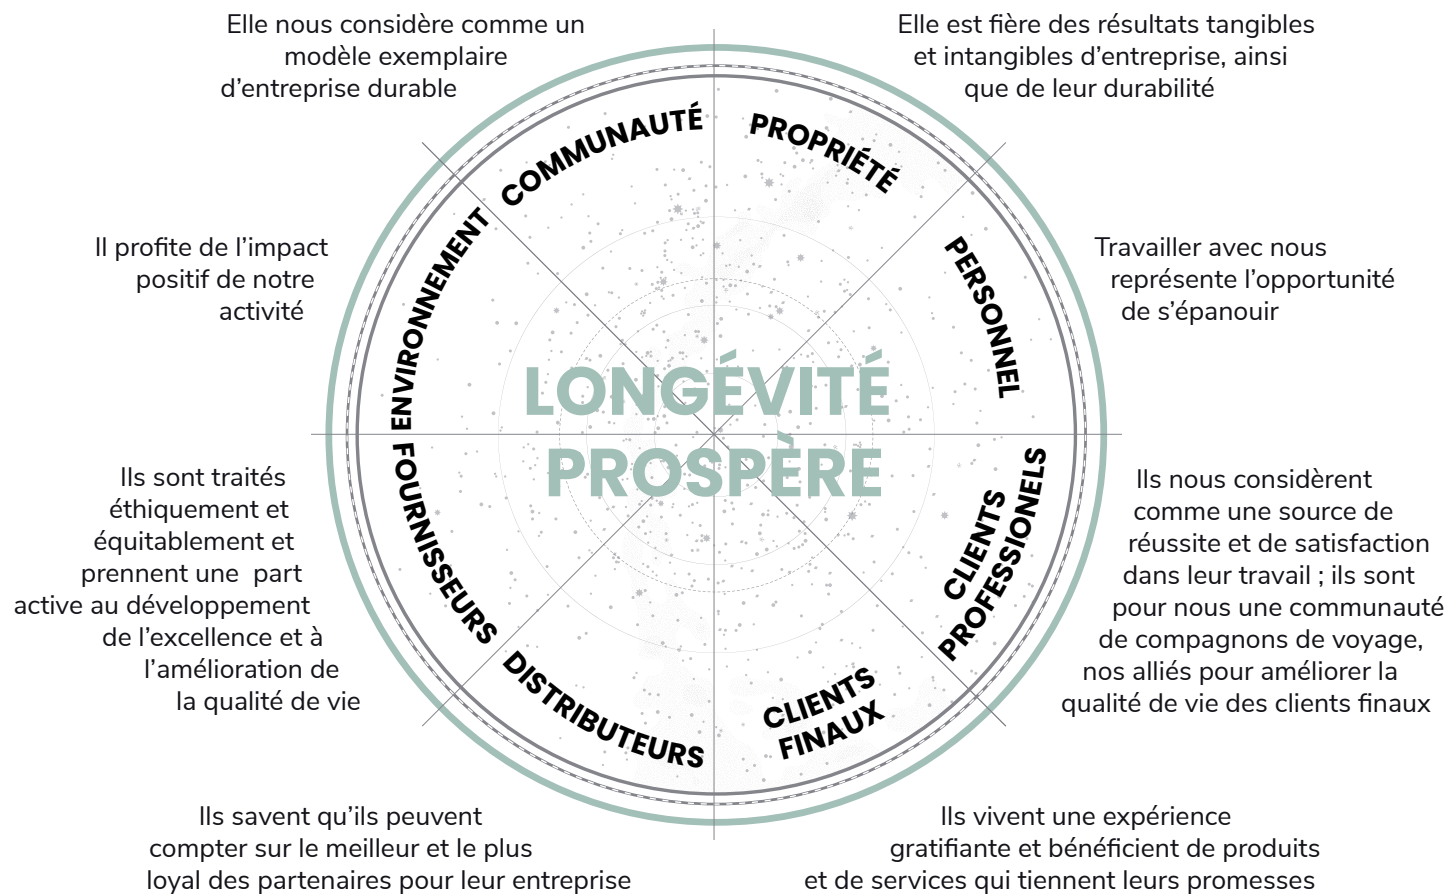 Elle nous considère comme un
modèle exemplaire
d’entreprise durable
Elle est fière des résultats tangibles
et intangibles d’entreprise, ainsi
que de leur durabilité
COMMUNAUTÉ
PROPRIÉTÉ
Il profite de l’impact
positif de notre
activité
ENVIRONNEMENT
PERSONNEL
Travailler avec nous
représente l’opportunité
de s’épanouir
LONGÉVITÉ
PROSPÈRE
Ils sont traités
éthiquement et
équitablement et
prennent une part
active au développement
de l’excellence et à
l’amélioration de
la qualité de vie
FOURNISSEURS
CLIENTS
PROFESSIONELS
Ils nous considèrent
comme une source de
réussite et de satisfaction
dans leur travail ; ils sont
pour nous une communauté
de compagnons de voyage,
nos alliés pour améliorer la
qualité de vie des clients finaux
DISTRIBUTEURS
CLIENTS
FINAUX
Ils savent qu’ils peuvent
compter sur le meilleur et le plus
loyal des partenaires pour leur entreprise
Ils vivent une expérience
gratifiante et bénéficient de produits
et de services qui tiennent leurs promesses